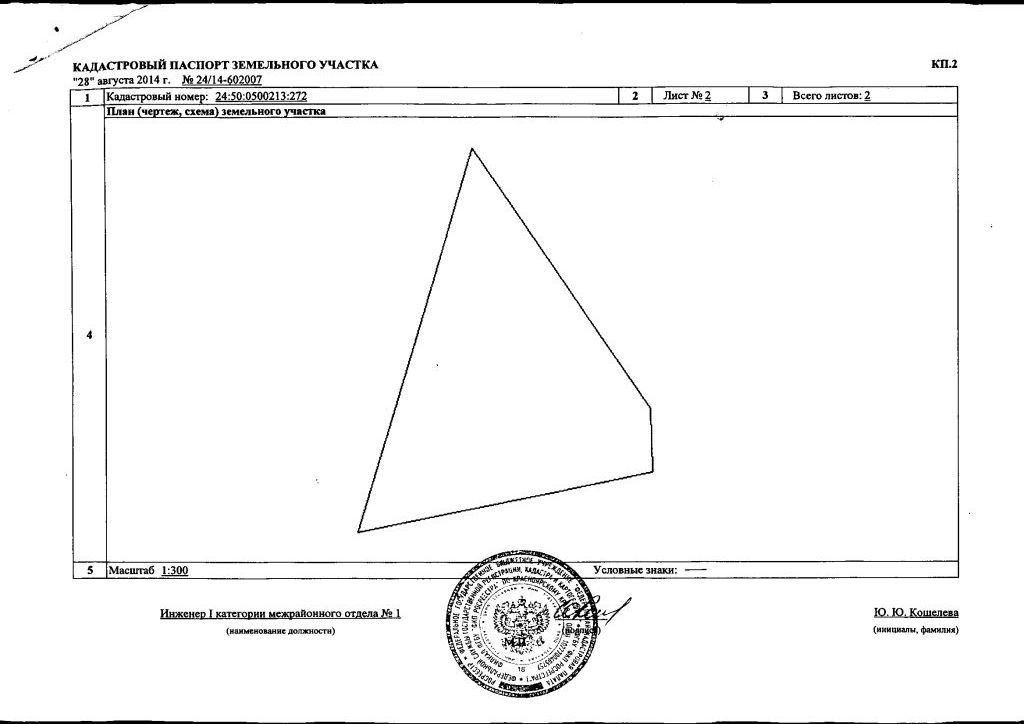 КАДАСТРОВЫЙ ПАСПОРТ ЗЕМЕЛЬНОГО УЧАСТКА
КП.2
"28" августа 2014 г. № 24/14-602007
1 Кадастровый номер: 24:50:0500213:272 2 Лист № 2 3 Всего листов: 2
План (чертеж, схема) земельного участка
4
5 Масштаб 1:300 Условные знаки: ——
Инженер I категории межрайонного отдела № 1
Ю. Ю. Кошелева
(наименование должности)
(подпись)
(инициалы, фамилия)
М.П.